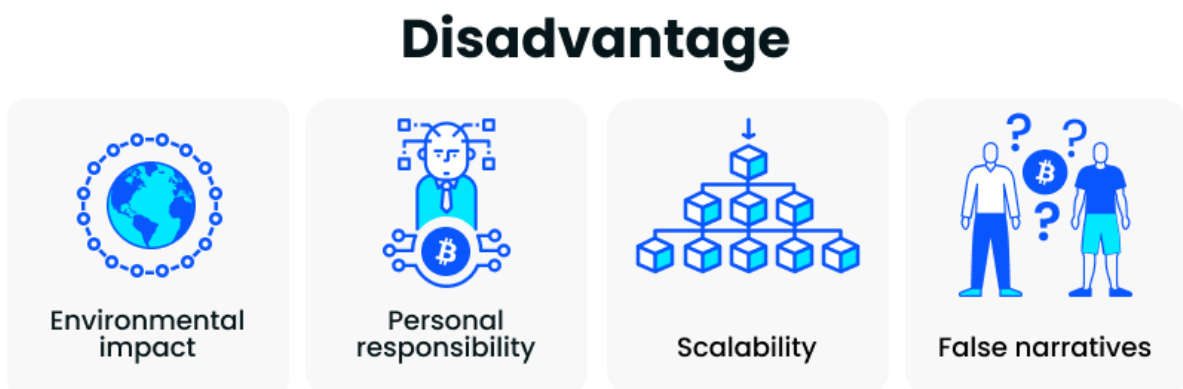 Disadvantage
Environmental
impact
Personal
responsibility
Scalability
False narratives